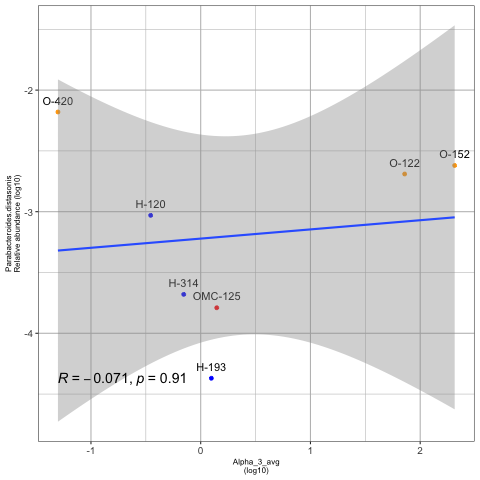 -2
-3
-4
O-420
O-152
O-122
H-120
H-314
OMC-125
H-193
R = −0.071, p = 0.91
-1
0
1
2
Alpha_3_avg
(log10)
Parabacteroides.distasonis
Relative abundance (log10)